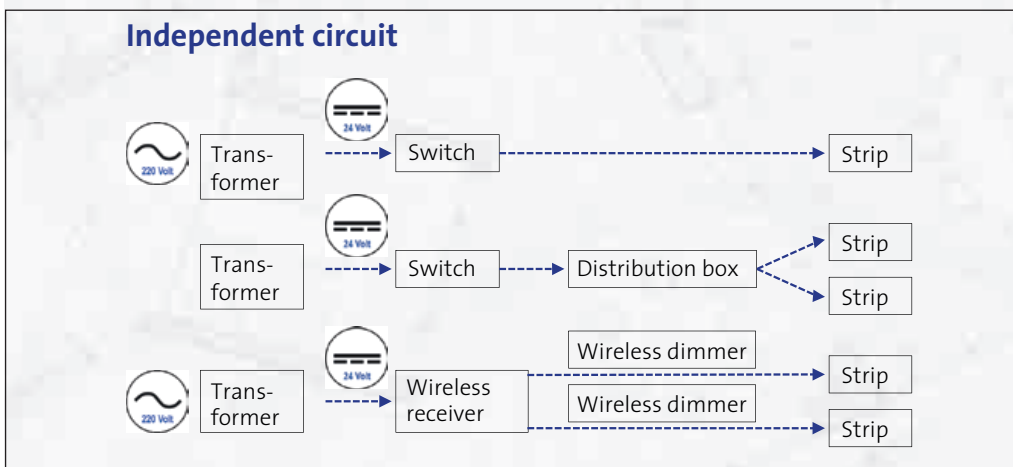 Independent circuit
24 Volt
220 Volt
Trans-
former
Switch
Strip
24 Volt
Trans-
former
Switch
Distribution box
Strip
Strip
24 Volt
220 Volt
Trans-
former
Wireless
receiver
Wireless dimmer
Wireless dimmer
Strip
Strip